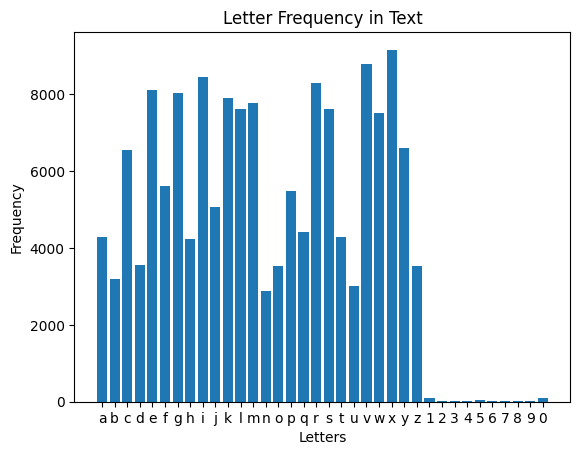 Letter Frequency in Text
Frequency
8000
6000
4000
2000
0
a b c d e f g h i j k l m n o p q r s t u v w x y z 1 2 3 4 5 6 7 8 9 0
Letters